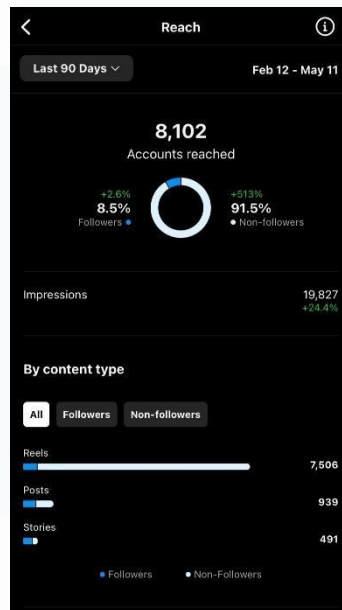 Reach
Last 90 Days
Feb 12 - May 11
8,102
Accounts reached
+2.6%
8.5%
Followers
+513%
91.5%
Non-followers
Impressions
19,827
+24.4%
By content type
All Followers Non-followers
Reels
7,506
Posts
939
Stories
491
Followers Non-Followers